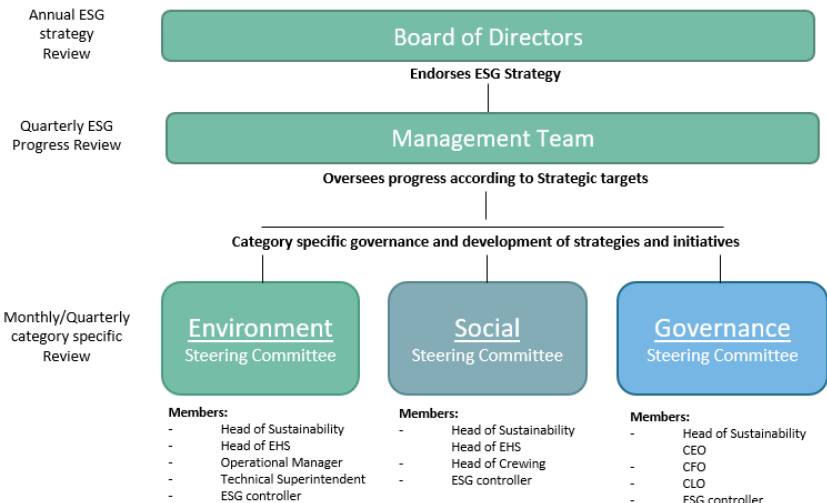 Annual ESG
strategy
Review
Board of Directors
Endorses ESG Strategy
Quarterly ESG
Progress Review
Management Team
Oversees progress according to Strategic targets
Category specific governance and development of strategies and initiatives
Monthly/Quarterly
category specific
Review
Environment
Steering Committee
Social
Steering Committee
Governance
Steering Committee
Members:
- Head of Sustainability
- Head of EHS
- Operational Manager
- Technical Superintendent
- ESG controller
Members:
- Head of Sustainability
Head of EHS
- Head of Crewing
- ESG controller
Members:
- Head of Sustainability
CEO
- CFO
- CLO
- ESG controller